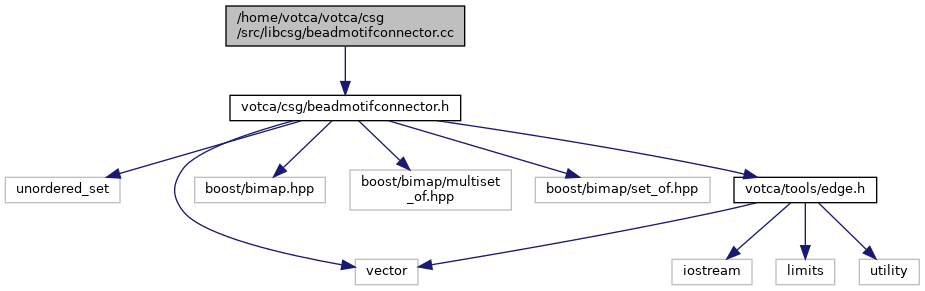 /home/votca/votca/csg
/src/libcsg/beadmotifconnector.cc
votca/csg/beadmotifconnector.h
unordered_set
boost/bimap.hpp
boost/bimap/multiset
_of.hpp
boost/bimap/set_of.hpp
votca/tools/edge.h
vector
iostream
limits
utility